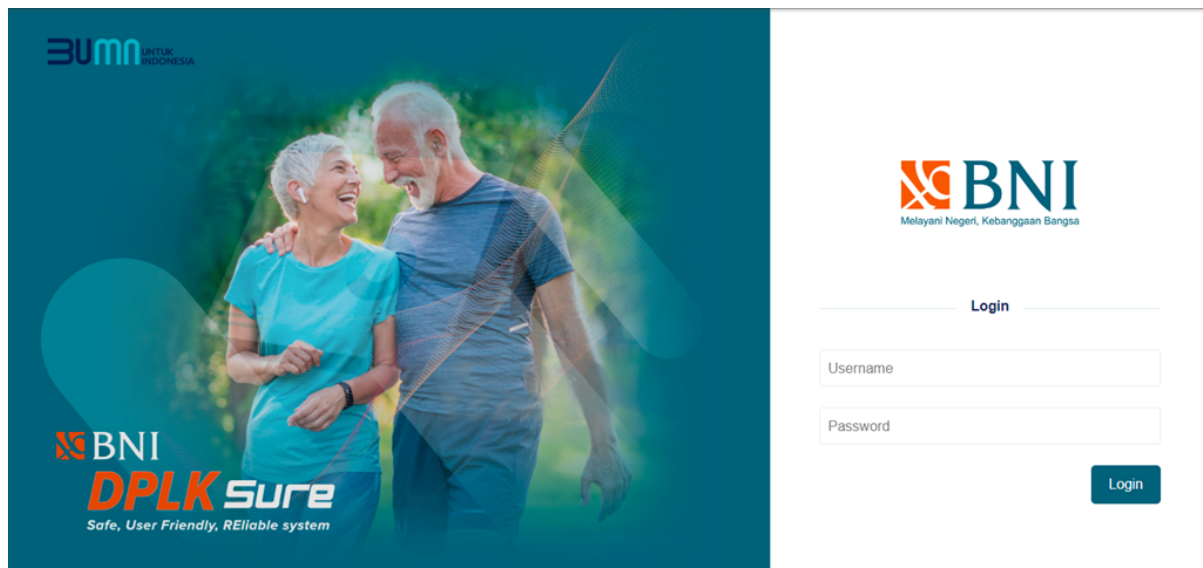 BUMN UNTUK
INDONESIA
BNI
DPLK Sure
Safe, User Friendly, REliable system
BNI
Melayani Negeri, Kebanggaan Bangsa
Login
Username
Password
Login